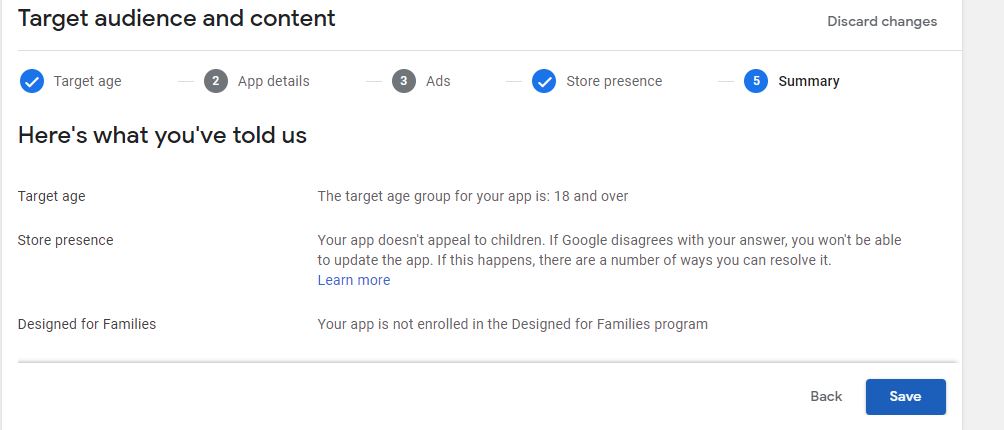 Target audience and content
Discard changes
Target age
2 App details
3 Ads
Store presence
5 Summary
Here's what you've told us
Target age
The target age group for your app is: 18 and over
Store presence
Your app doesn't appeal to children. If Google disagrees with your answer, you won't be able
to update the app. If this happens, there are a number of ways you can resolve it.
Learn more
Designed for Families
Your app is not enrolled in the Designed for Families program
Back
Save